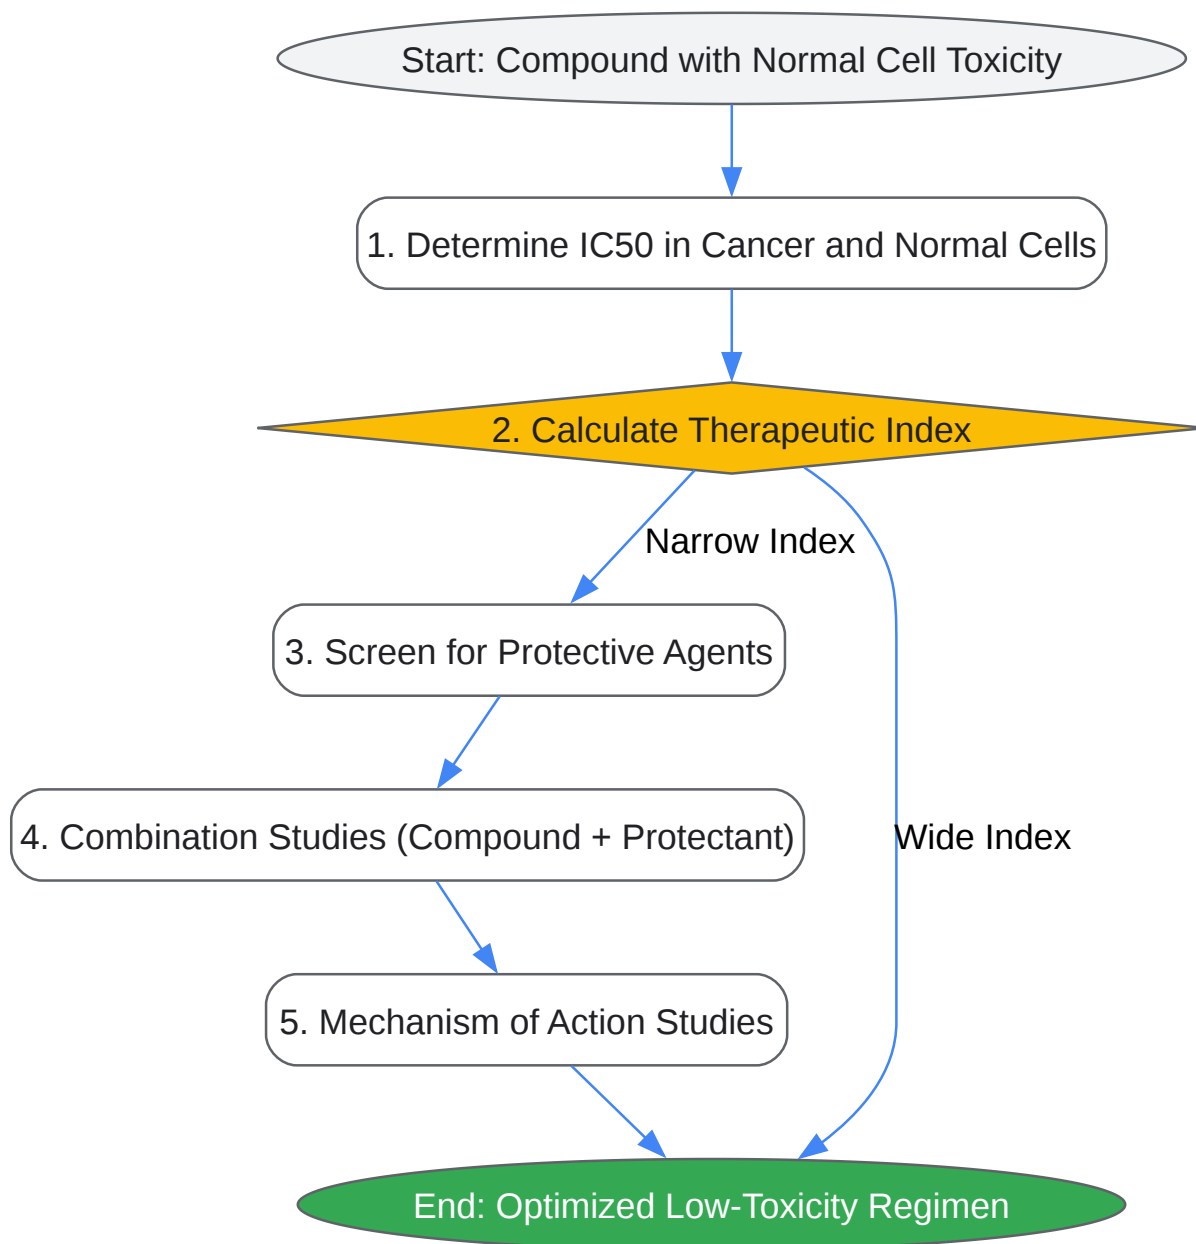 Start: Compound with Normal Cell Toxicity
1. Determine IC50 in Cancer and Normal Cells
2. Calculate Therapeutic Index
Narrow Index
3. Screen for Protective Agents
4. Combination Studies (Compound + Protectant)
Wide Index
5. Mechanism of Action Studies
End: Optimized Low-Toxicity Regimen